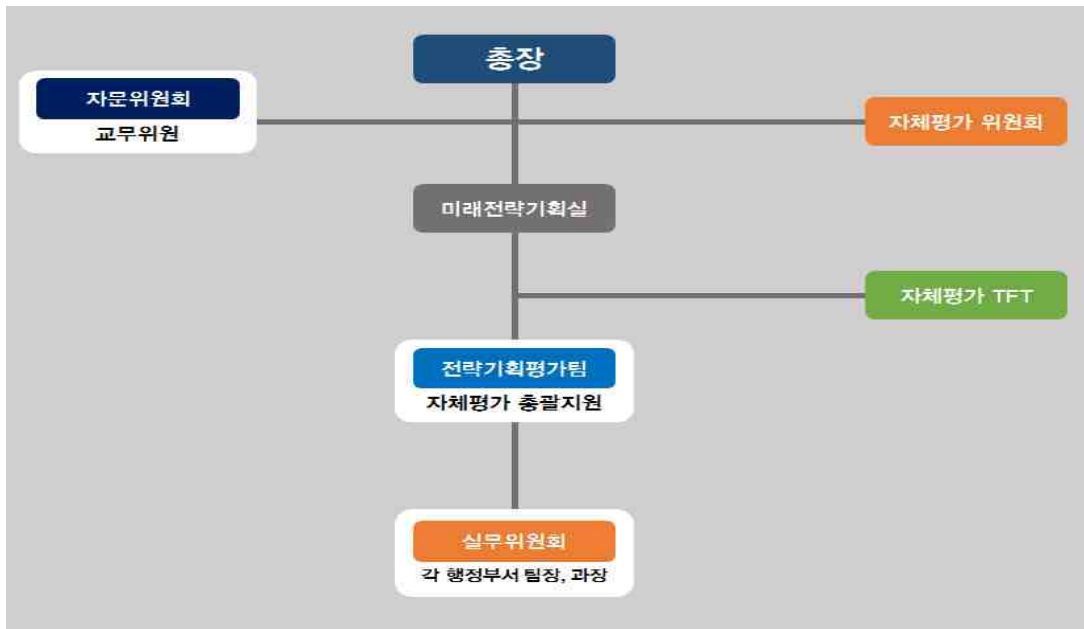 총장
자문위원회
교무위원
자체평가 위원회
미래전략기획실
자체평가 TFT
전략기획평가팀
자체평가 총괄지원
실무위원회
각 행정부서 팀장, 과장